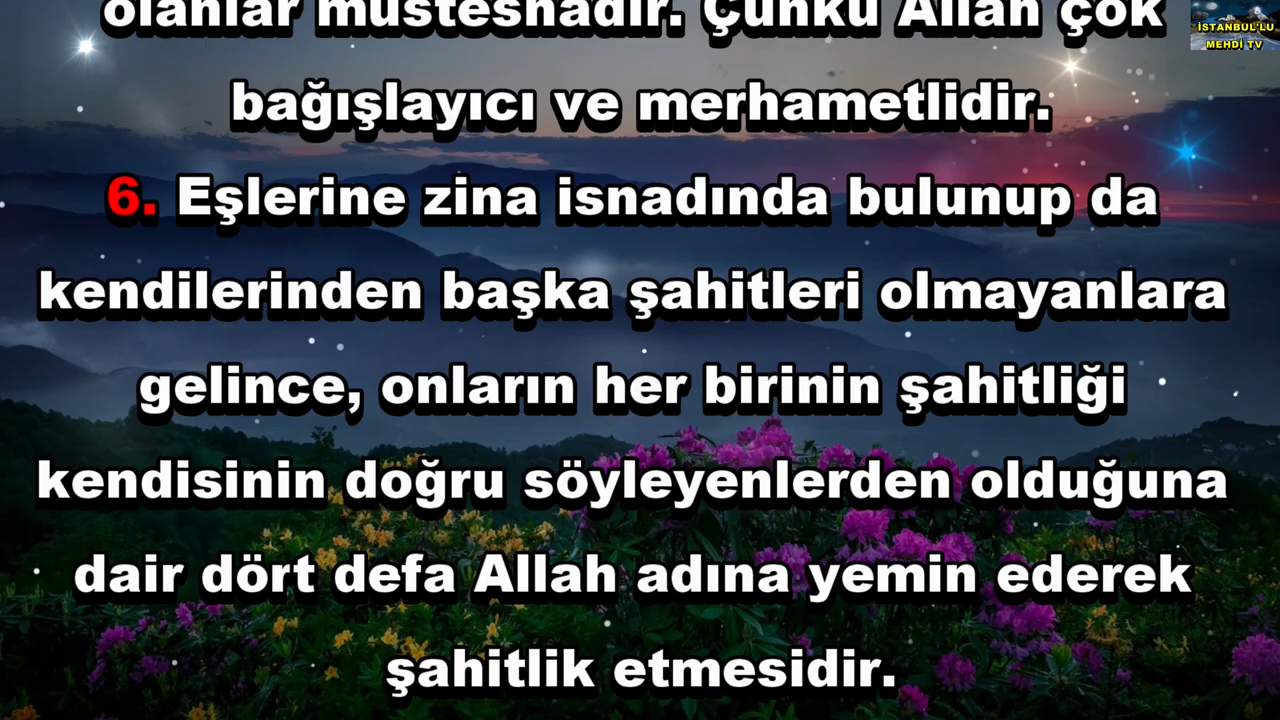 olanlar müstesnadır. Çünkü Allah çok
bağışlayıcı ve merhametlidir.
6. Eşlerine zina isnadında bulunup da
kendilerinden başka şahitleri olmayanlara
gelince, onların her birinin şahitliği
kendisinin doğru söyleyenlerden olduğuna
dair dört defa Allah adına yemin ederek
şahitlik etmesidir.
İSTANBUL'LU
MEHDİ TV